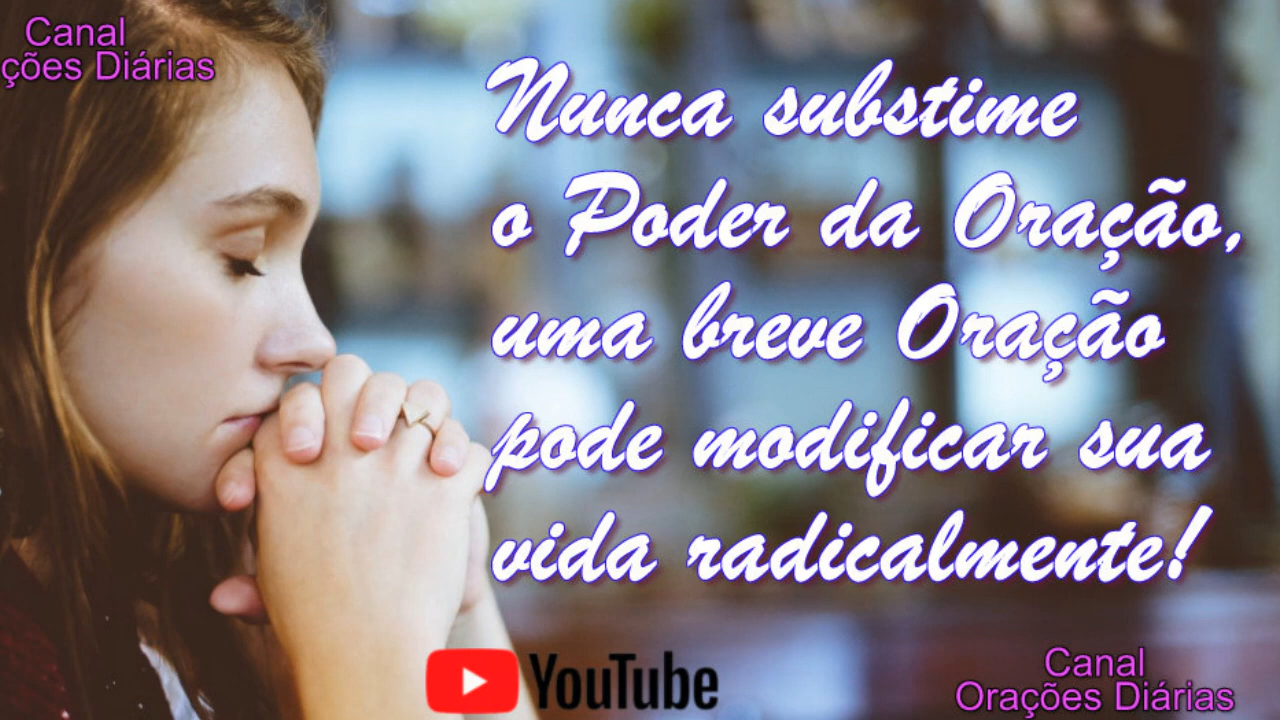 Canal
ções Diárias
Nunca substime
o Poder da Oração,
uma breve Oração
pode modificar sua
vida radicalmente!
YouTube
Canal
Orações Diárias